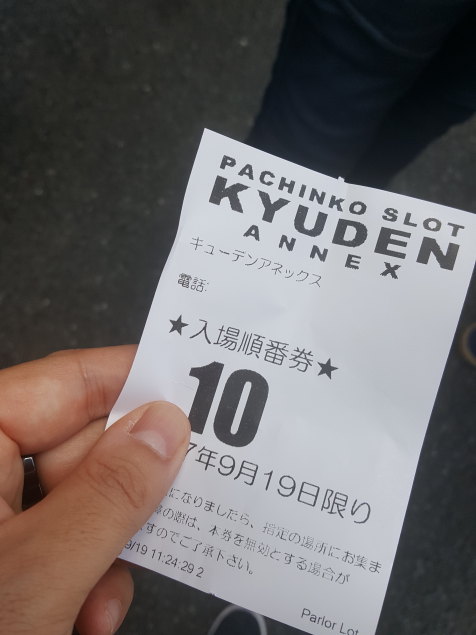 PACHINKO SLOT
KYUDEN
ANNEX
キューテンアネックス
電話:
★入場順番券★
10
7年9月19日限り
になりましたら、指定の場所にお集ま
の際は、本券を無効とする場合が
すのでご了承下さい。
9/19 11:24:29 2
Parlor Lot